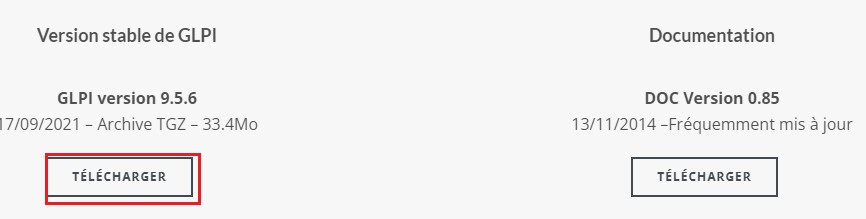 Version stable de GLPI
GLPI version 9.5.6
17/09/2021 – Archive TGZ – 33.4Mo
TÉLÉCHARGER
Documentation
DOC Version 0.85
13/11/2014 –Fréquemment mis à jour
TÉLÉCHARGER